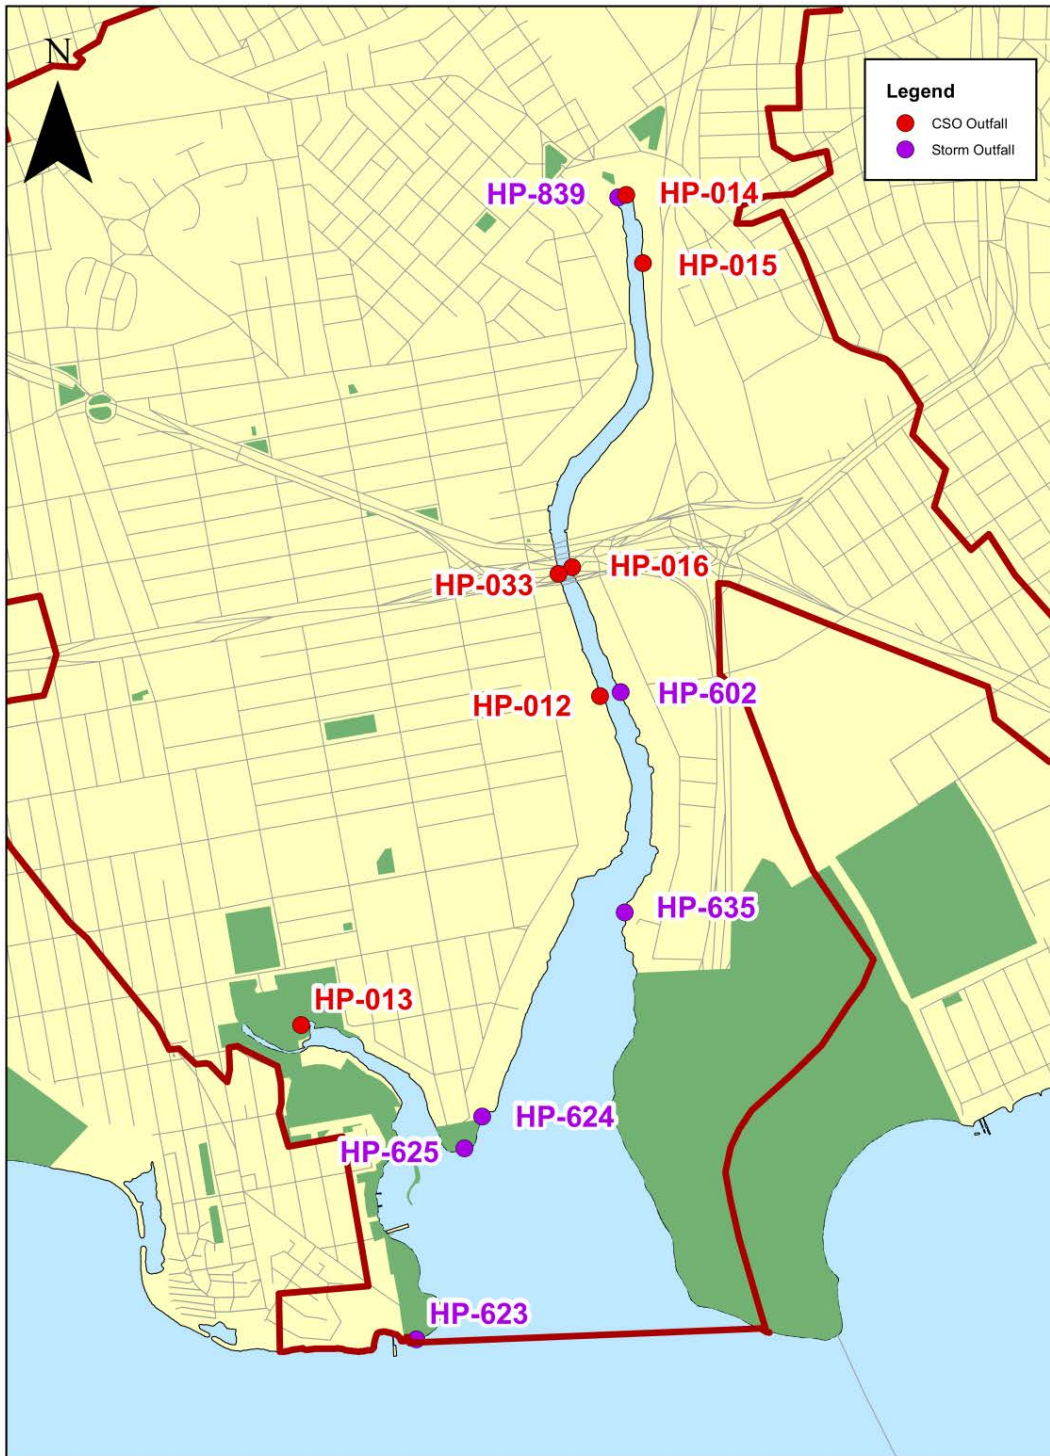 N
Legend
CSO Outfall
Storm Outfall
HP-839
HP-014
HP-015
HP-016
HP-033
HP-602
HP-012
HP-635
HP-013
HP-624
HP-625
HP-623